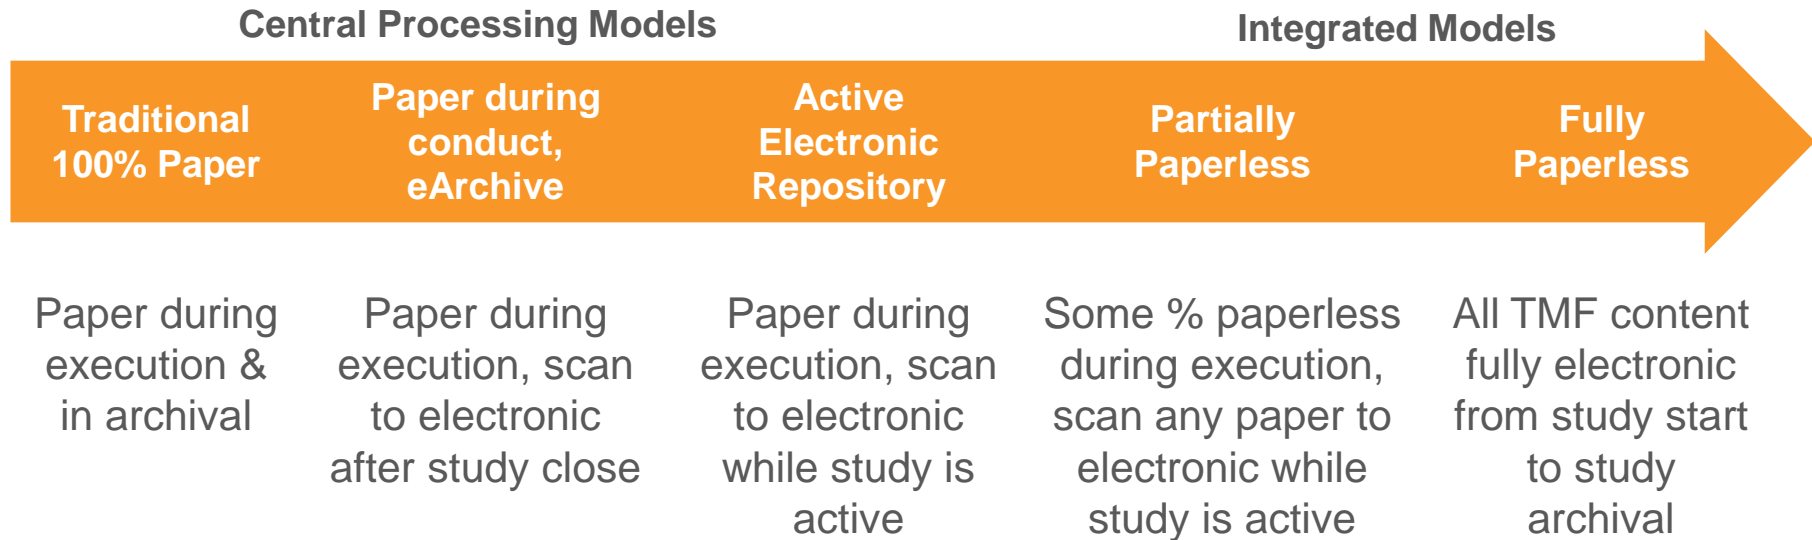 Central Processing Models
Integrated Models
Traditional
100% Paper
Paper during
conduct,
eArchive
Active
Electronic
Repository
Partially
Paperless
Fully
Paperless
Paper during
execution &
in archival
Paper during
execution, scan
to electronic
after study close
Paper during
execution, scan
to electronic
while study is
active
Some % paperless
during execution,
scan any paper to
electronic while
study is active
All TMF content
fully electronic
from study start
to study
archival